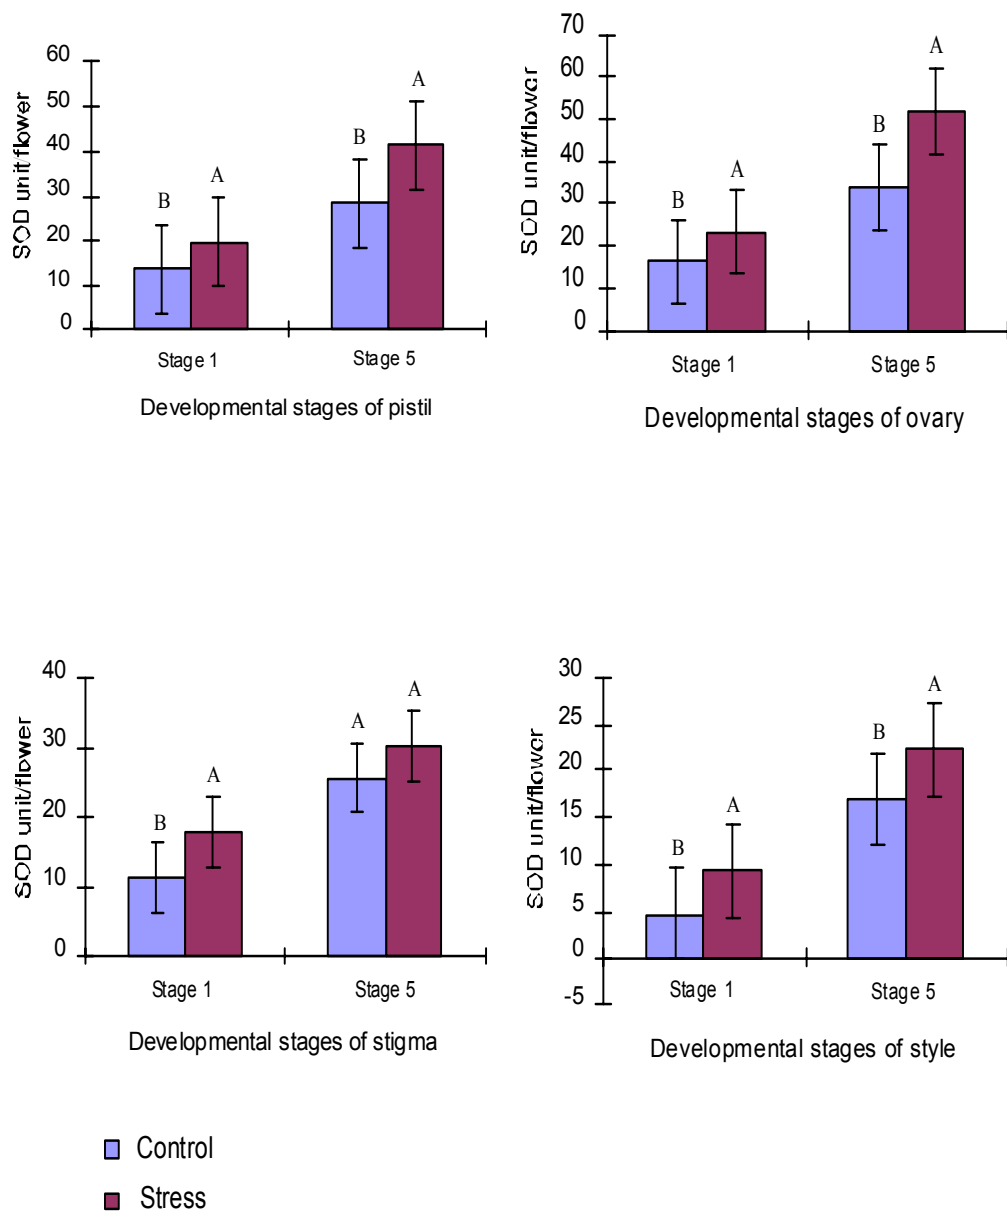 60
50
40
30
20
10
0
SOD unit/flower
B
A
B
A
Stage 1
Stage 5
Developmental stages of pistil
70
60
50
40
30
20
10
0
SOD unit/flower
B
A
B
A
Stage 1
Stage 5
Developmental stages of ovary
40
30
20
10
0
SOD unit/flower
B
A
A
A
Stage 1
Stage 5
Developmental stages of stigma
30
25
20
15
10
5
0
-5
SOD unit/flower
B
A
B
A
Stage 1
Stage 5
Developmental stages of style
Control
Stress